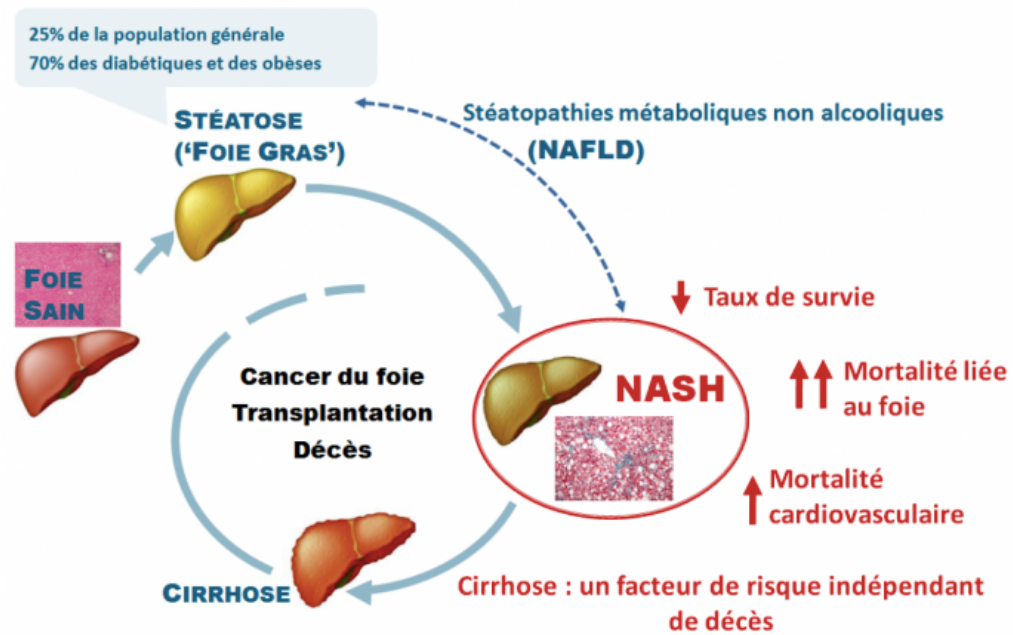 25% de la population générale
70% des diabétiques et des obèses
STÉATOSE
(‘FOIE GRAS’)
Stéatopathies métaboliques non alcooliques
(NAFLD)
FOIE
SAIN
Taux de survie
Cancer du foie
Transplantation
Décès
NASH
Mortalité liée
au foie
Mortalité
cardiovasculaire
CIRRHOSE
Cirrhose : un facteur de risque indépendant
de décès